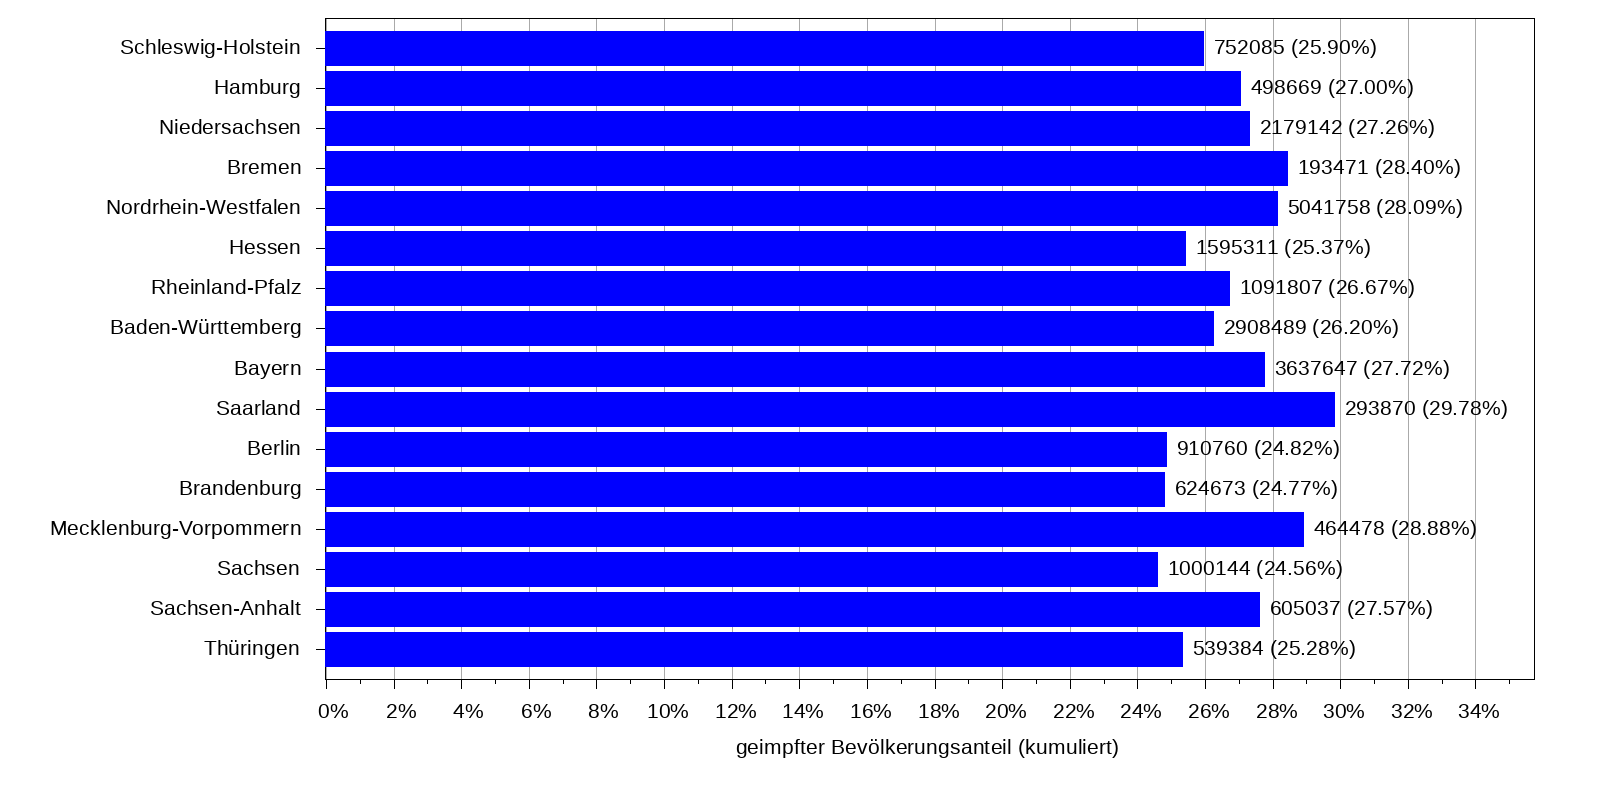 Schleswig-Holstein 752085 (25.90%)
Hamburg 498669 (27.00%)
Niedersachsen 2179142 (27.26%)
Bremen 193471 (28.40%)
Nordrhein-Westfalen 5041758 (28.09%)
Hessen 1595311 (25.37%)
Rheinland-Pfalz 1091807 (26.67%)
Baden-Württemberg 2908489 (26.20%)
Bayern 3637647 (27.72%)
Saarland 293870 (29.78%)
Berlin 910760 (24.82%)
Brandenburg 624673 (24.77%)
Mecklenburg-Vorpommern 464478 (28.88%)
Sachsen 1000144 (24.56%)
Sachsen-Anhalt 605037 (27.57%)
Thüringen 539384 (25.28%)
0% 2% 4% 6% 8% 10% 12% 14% 16% 18% 20% 22% 24% 26% 28% 30% 32% 34%
geimpfter Bevölkerungsanteil (kumuliert)